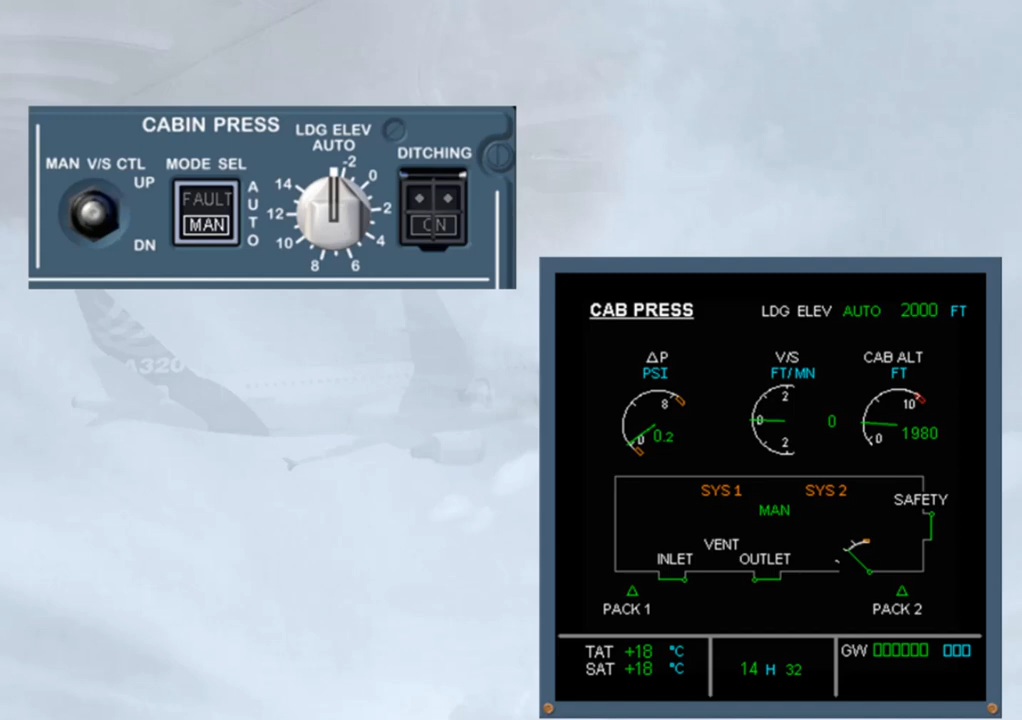 CABIN PRESS
LDG ELEV
AUTO
DITCHING
MAN V/S CTL
MODE SEL
UP
FAULT
MAN
AUTO
ON
DN
-2
0
2
4
6
8
10
12
14
A320
CAB PRESS
LDG ELEV AUTO 2000 FT
ΔP
PSI
8
0
0.2
V/S
FT/MN
2
0
2
0
CAB ALT
FT
10
0
1980
SYS 1
SYS 2
MAN
SAFETY
VENT
INLET
OUTLET
PACK 1
PACK 2
TAT +18 °C
SAT +18 °C
14 H 32
GW